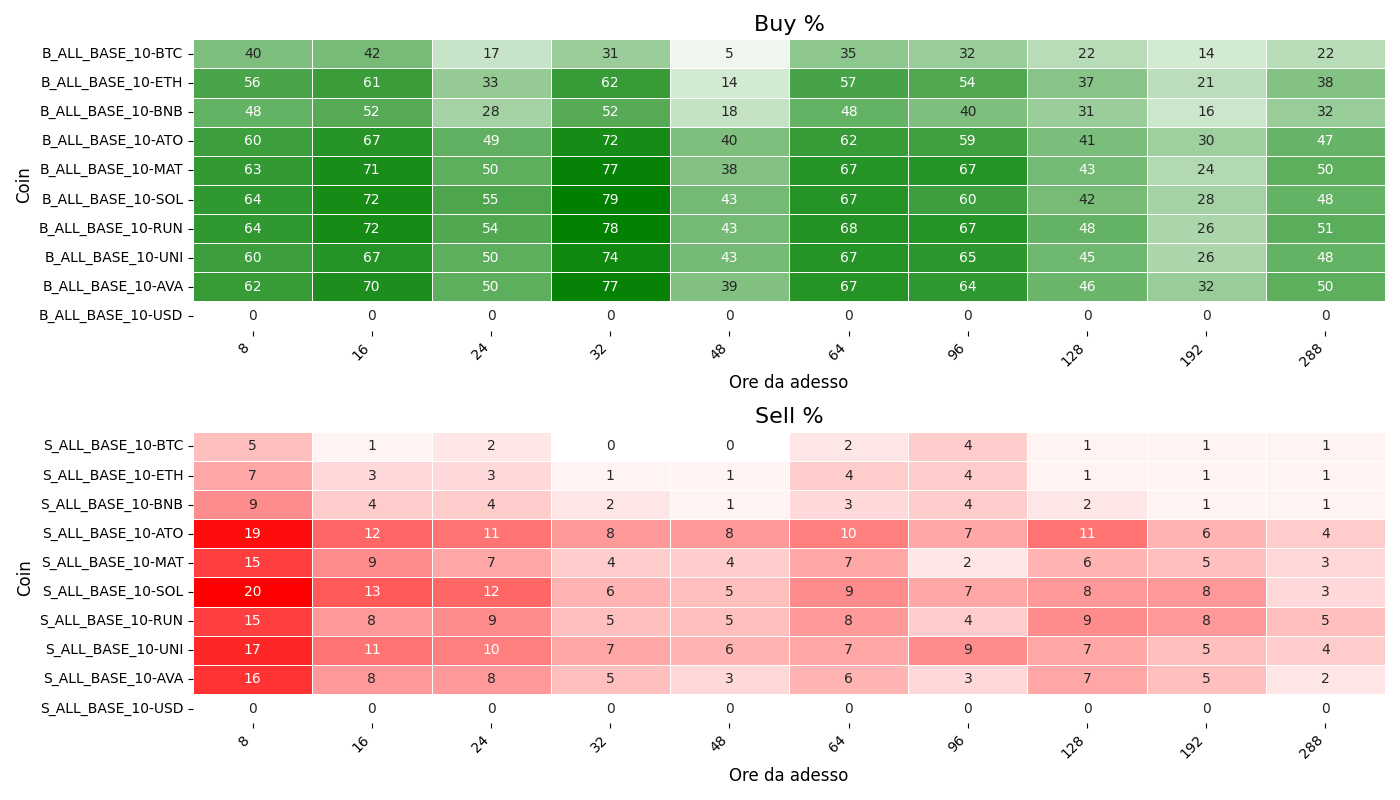 Buy %
Coin
B_ALL_BASE_10-BTC 40 42 17 31 5 35 32 22 14 22
B_ALL_BASE_10-ETH 56 61 33 62 14 57 54 37 21 38
B_ALL_BASE_10-BNB 48 52 28 52 18 48 40 31 16 32
B_ALL_BASE_10-ATO 60 67 49 72 40 62 59 41 30 47
B_ALL_BASE_10-MAT 63 71 50 77 38 67 67 43 24 50
B_ALL_BASE_10-SOL 64 72 55 79 43 67 60 42 28 48
B_ALL_BASE_10-RUN 64 72 54 78 43 68 67 48 26 51
B_ALL_BASE_10-UNI 60 67 50 74 43 67 65 45 26 48
B_ALL_BASE_10-AVA 62 70 50 77 39 67 64 46 32 50
B_ALL_BASE_10-USD 0 0 0 0 0 0 0 0 0 0
8 16 24 32 48 64 96 128 192 288
Ore da adesso
Sell %
Coin
S_ALL_BASE_10-BTC 5 1 2 0 0 2 4 1 1 1
S_ALL_BASE_10-ETH 7 3 3 1 1 4 4 1 1 1
S_ALL_BASE_10-BNB 9 4 4 2 1 3 4 2 1 1
S_ALL_BASE_10-ATO 19 12 11 8 8 10 7 11 6 4
S_ALL_BASE_10-MAT 15 9 7 4 4 7 2 6 5 3
S_ALL_BASE_10-SOL 20 13 12 6 5 9 7 8 8 3
S_ALL_BASE_10-RUN 15 8 9 5 5 8 4 9 8 5
S_ALL_BASE_10-UNI 17 11 10 7 6 7 9 7 5 4
S_ALL_BASE_10-AVA 16 8 8 5 3 6 3 7 5 2
S_ALL_BASE_10-USD 0 0 0 0 0 0 0 0 0 0
8 16 24 32 48 64 96 128 192 288
Ore da adesso